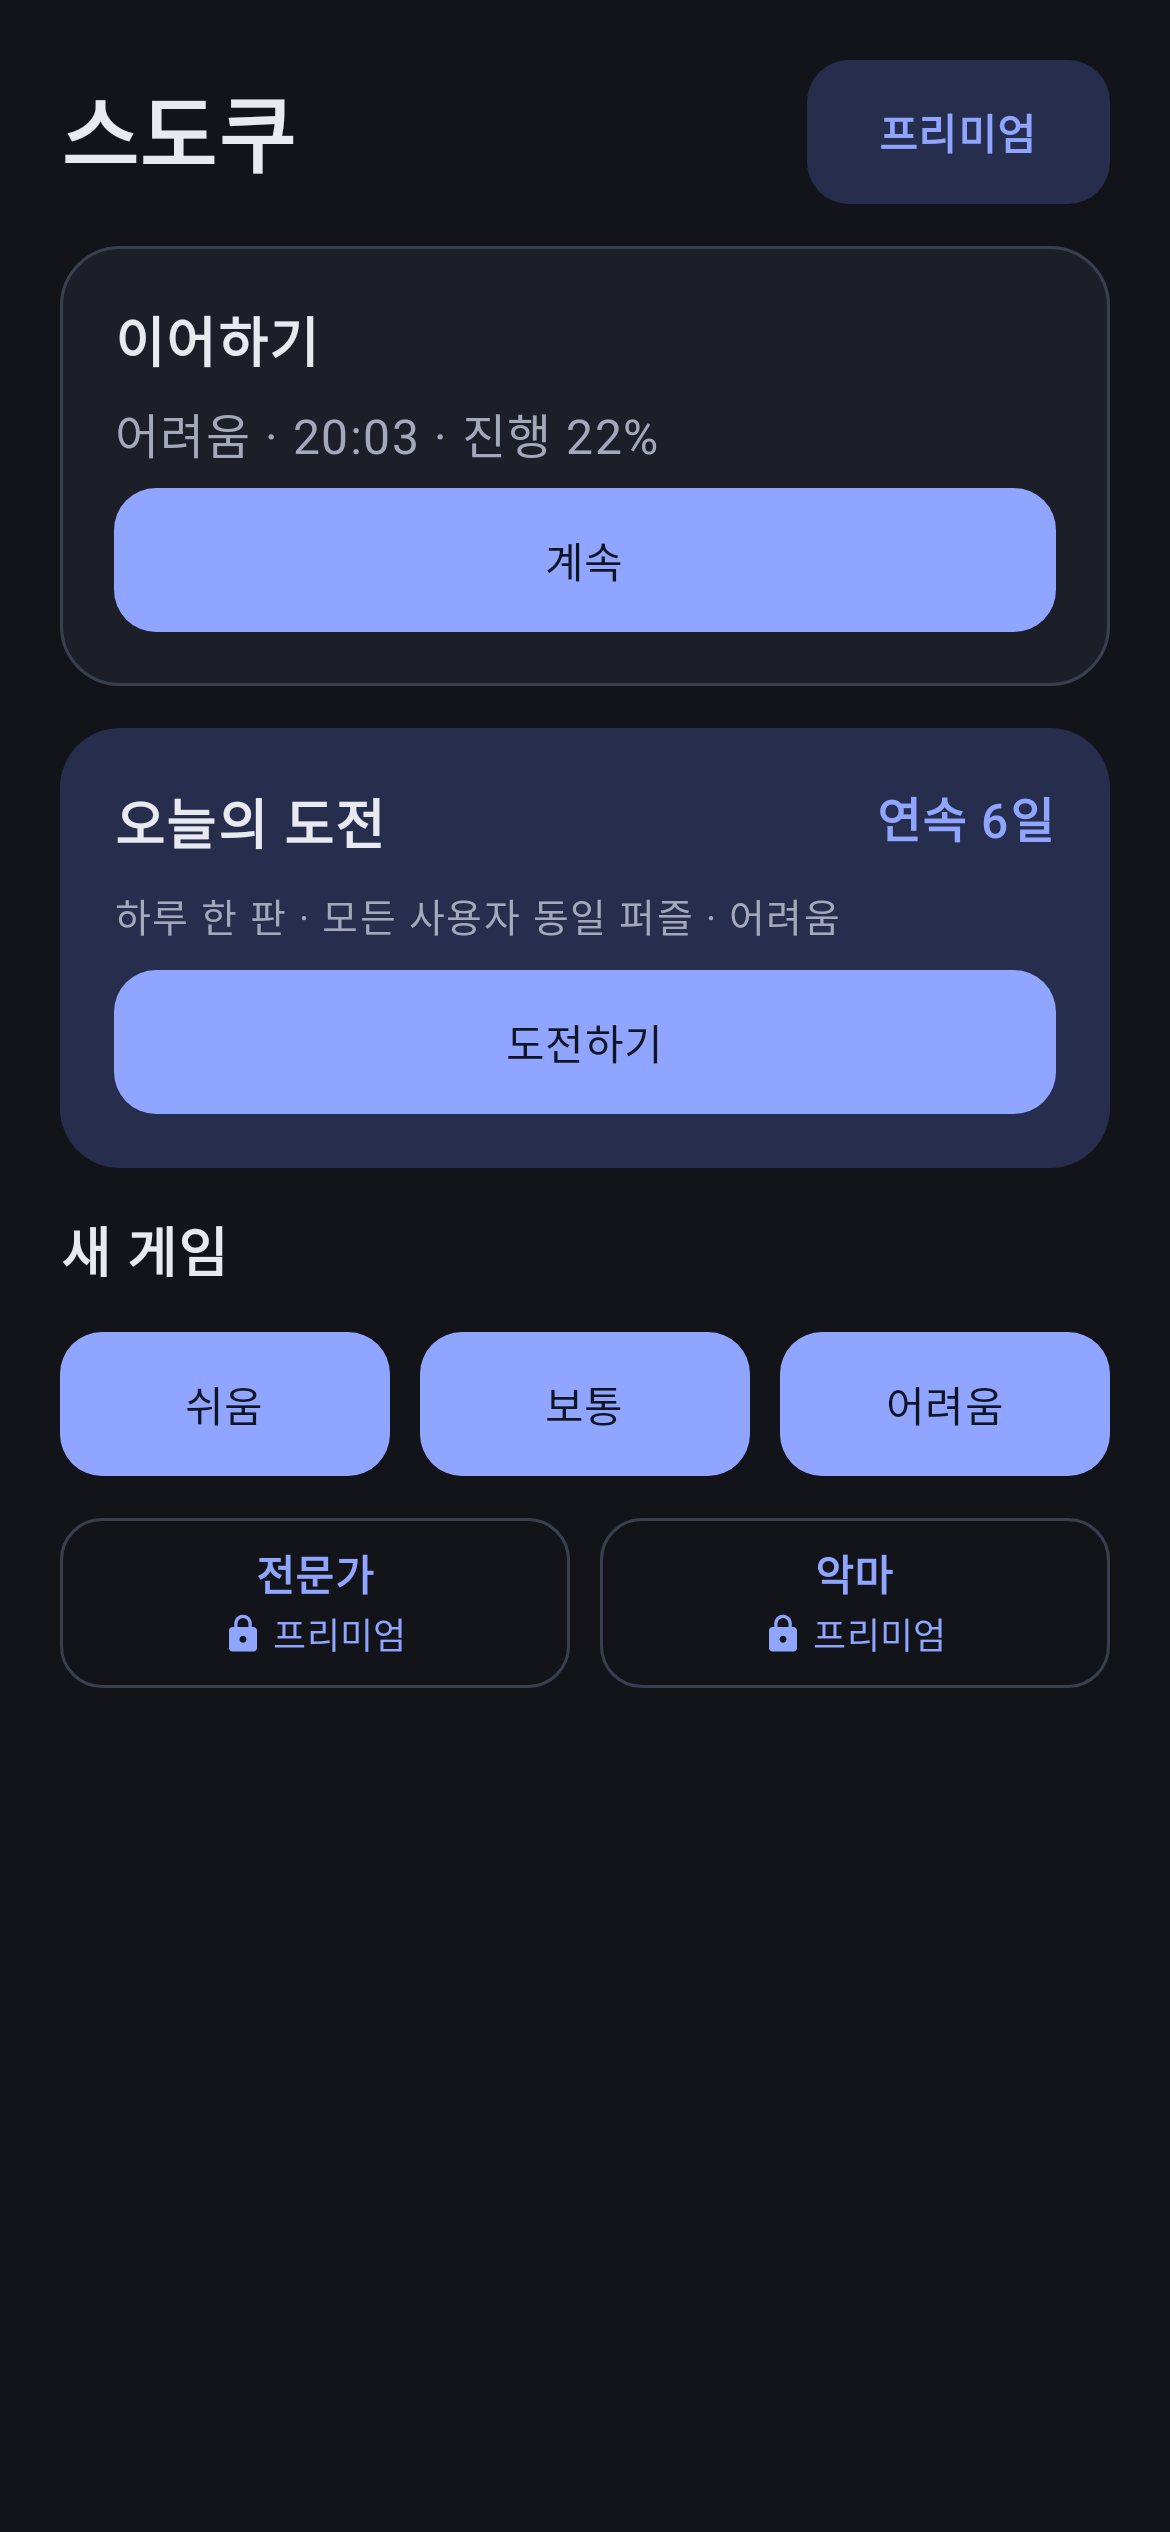 스도쿠
프리미엄
이어하기
어려움 · 20:03 · 진행 22%
계속
오늘의 도전
연속 6일
하루 한 판 · 모든 사용자 동일 퍼즐 · 어려움
도전하기
새 게임
쉬움
보통
어려움
전문가
프리미엄
악마
프리미엄